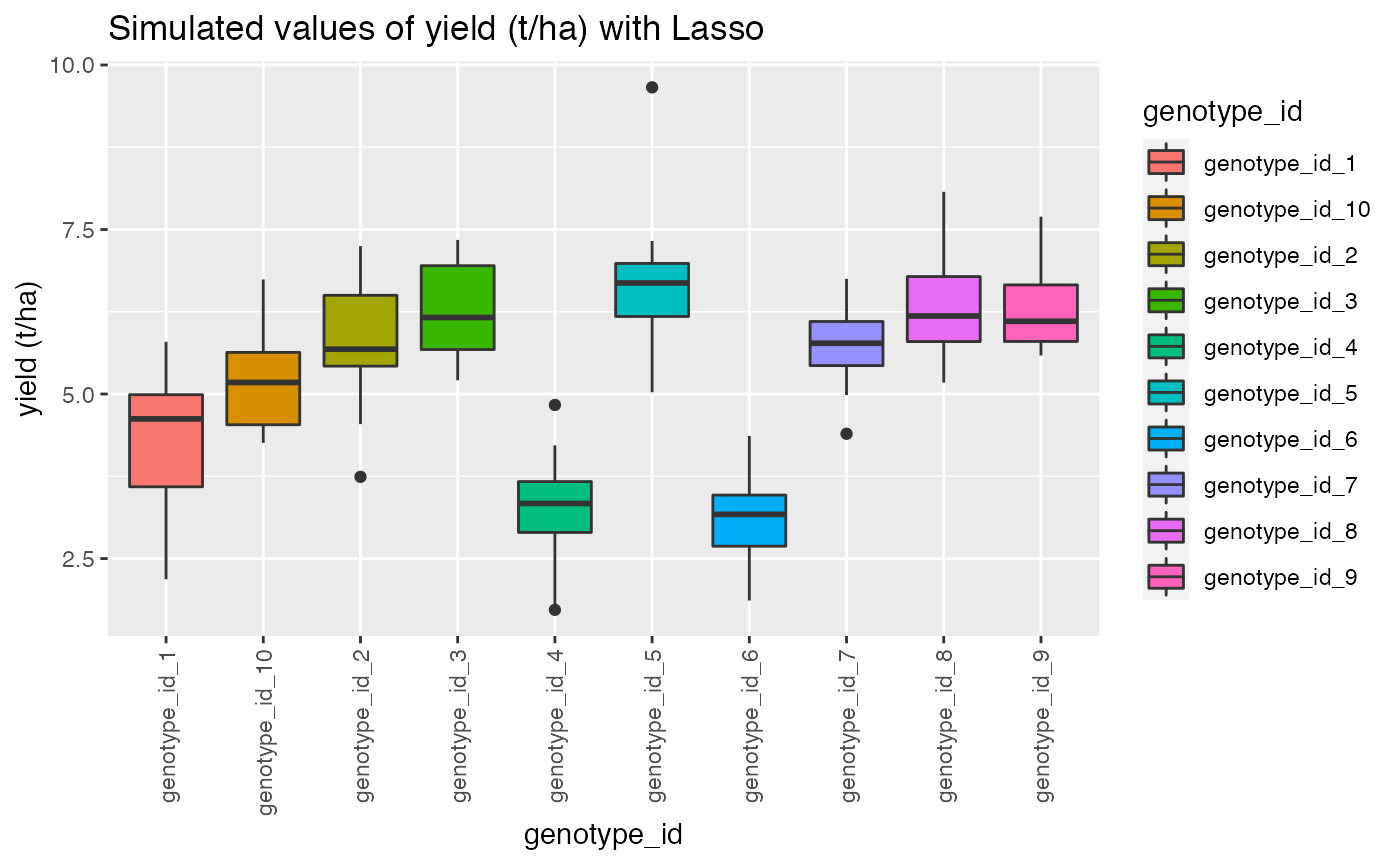 Simulated values of yield (t/ha) with Lasso
10.0
7.5
5.0
2.5
yield (t/ha)
genotype_id_1
genotype_id_10
genotype_id_2
genotype_id_3
genotype_id_4
genotype_id_5
genotype_id_6
genotype_id_7
genotype_id_8
genotype_id_9
genotype_id
genotype_id
genotype_id_1
genotype_id_10
genotype_id_2
genotype_id_3
genotype_id_4
genotype_id_5
genotype_id_6
genotype_id_7
genotype_id_8
genotype_id_9